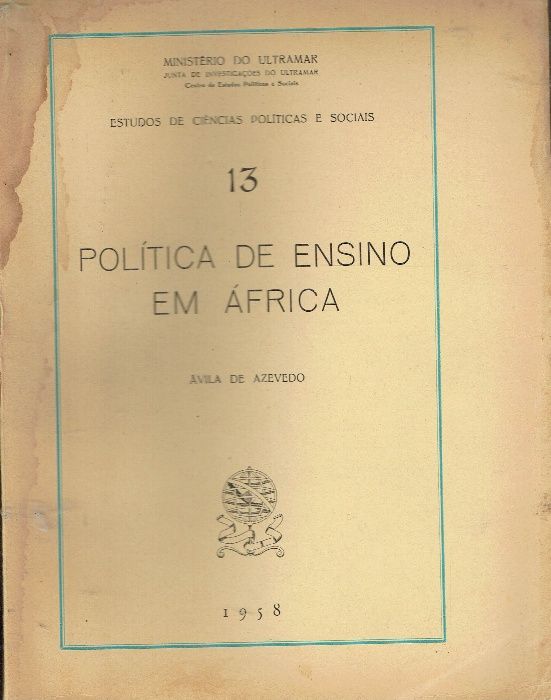 MINISTÉRIO DO ULTRAMAR
JUNTA DE INVESTIGAÇÕES DO ULTRAMAR
Centro de Estudos Políticos e Sociais
ESTUDOS DE CIÊNCIAS POLÍTICAS E SOCIAIS
13
POLÍTICA DE ENSINO
EM ÁFRICA
ÁVILA DE AZEVEDO
1958